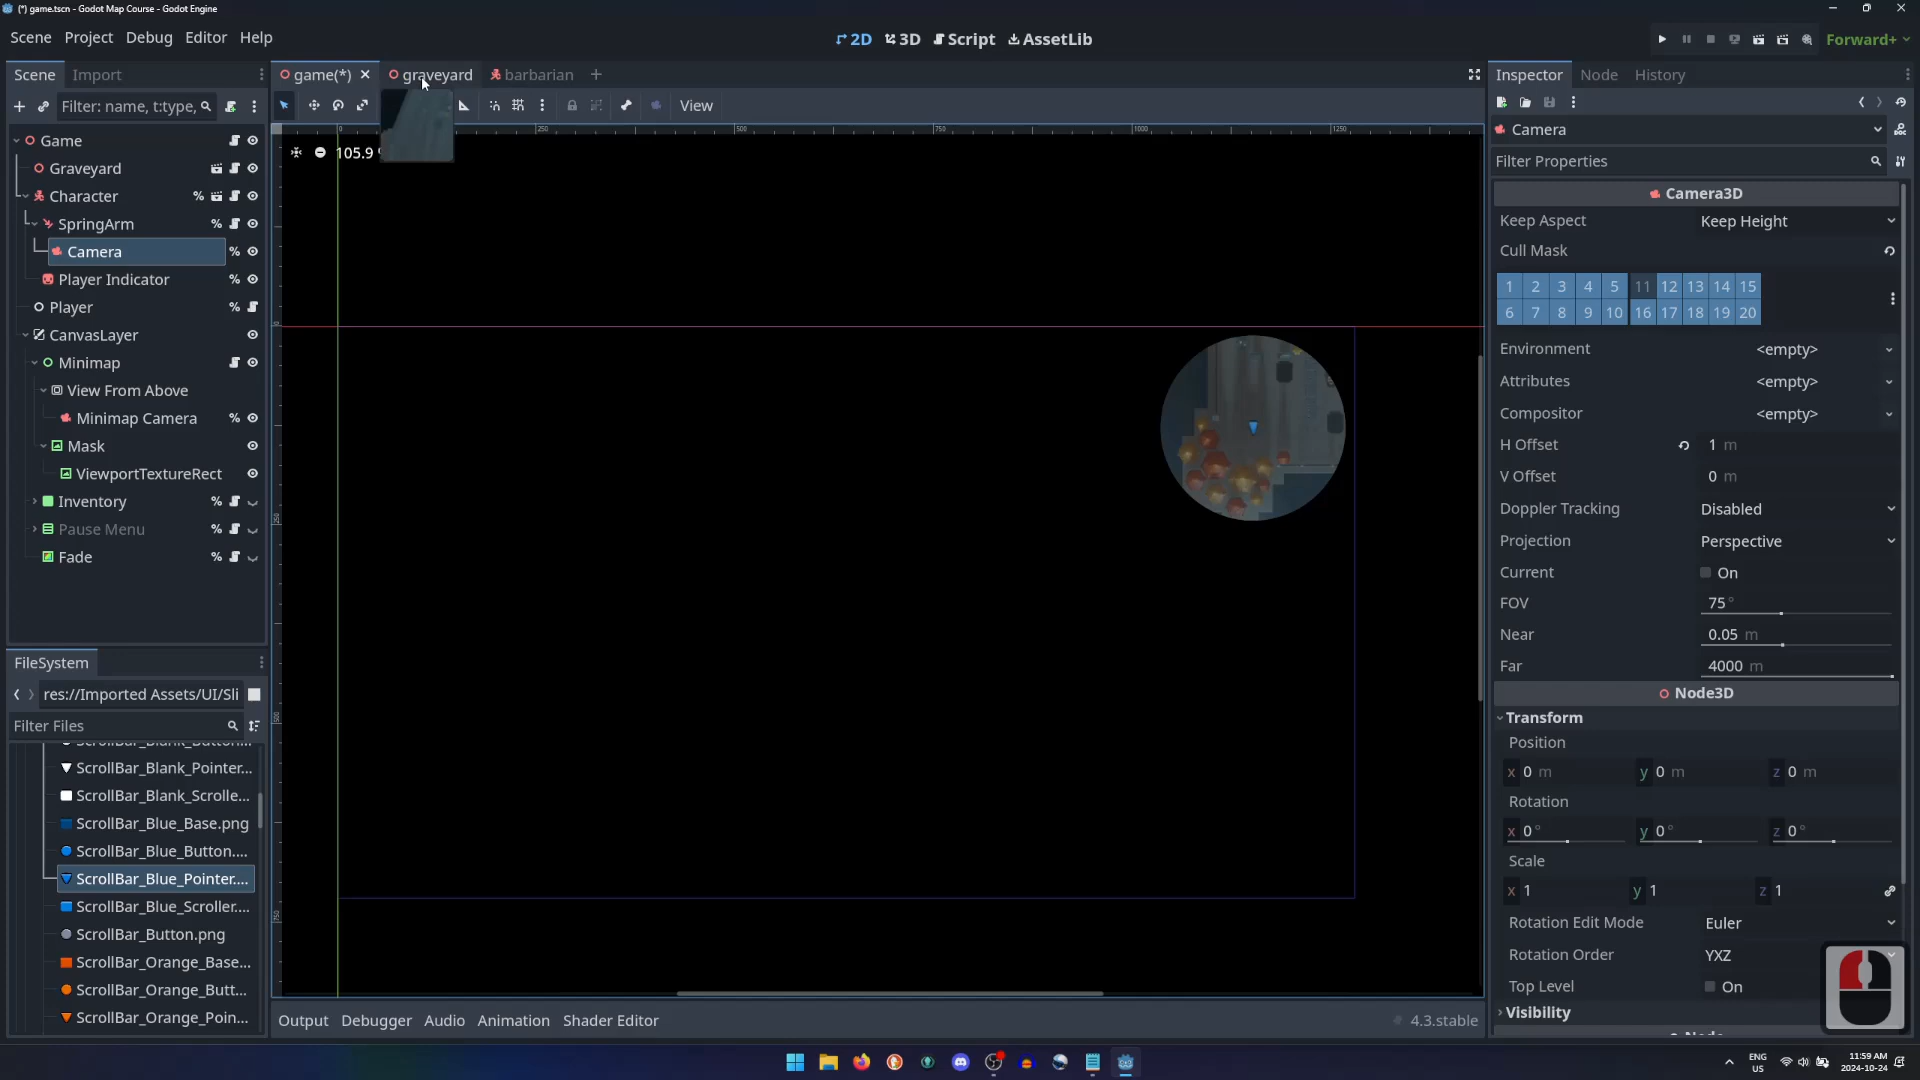 (*) game.tscn - Godot Map Course - Godot Engine
Scene Project Debug Editor Help
2D 3D Script AssetLib
Forward+
Scene Import
game(*) graveyard barbarian
Inspector Node History
Filter: name, t:type,
View
105.9
0 250 500 750 1000 1250
Game
Graveyard
Character
SpringArm
Camera
Player Indicator
Player
CanvasLayer
Minimap
View From Above
Minimap Camera
Mask
ViewportTextureRect
Inventory
Pause Menu
Fade
FileSystem
res://Imported Assets/UI/Sli
Filter Files
ScrollBar_Blank_Button...
ScrollBar_Blank_Pointer...
ScrollBar_Blank_Scrolle...
ScrollBar_Blue_Base.png
ScrollBar_Blue_Button....
ScrollBar_Blue_Pointer....
ScrollBar_Blue_Scroller....
ScrollBar_Button.png
ScrollBar_Orange_Base...
ScrollBar_Orange_Butt...
ScrollBar_Orange_Poin...
Output Debugger Audio Animation Shader Editor
4.3.stable
Camera
Filter Properties
Camera3D
Keep Aspect Keep Height
Cull Mask
1 2 3 4 5 11 12 13 14 15
6 7 8 9 10 16 17 18 19 20
Environment <empty>
Attributes <empty>
Compositor <empty>
H Offset 1 m
V Offset 0 m
Doppler Tracking Disabled
Projection Perspective
Current On
FOV 75 °
Near 0.05 m
Far 4000 m
Node3D
Transform
Position
x 0 m y 0 m z 0 m
Rotation
x 0 ° y 0 ° z 0 °
Scale
x 1 y 1 z 1
Rotation Edit Mode Euler
Rotation Order YXZ
Top Level On
Visibility
ENG
US
11:59 AM
2024-10-24